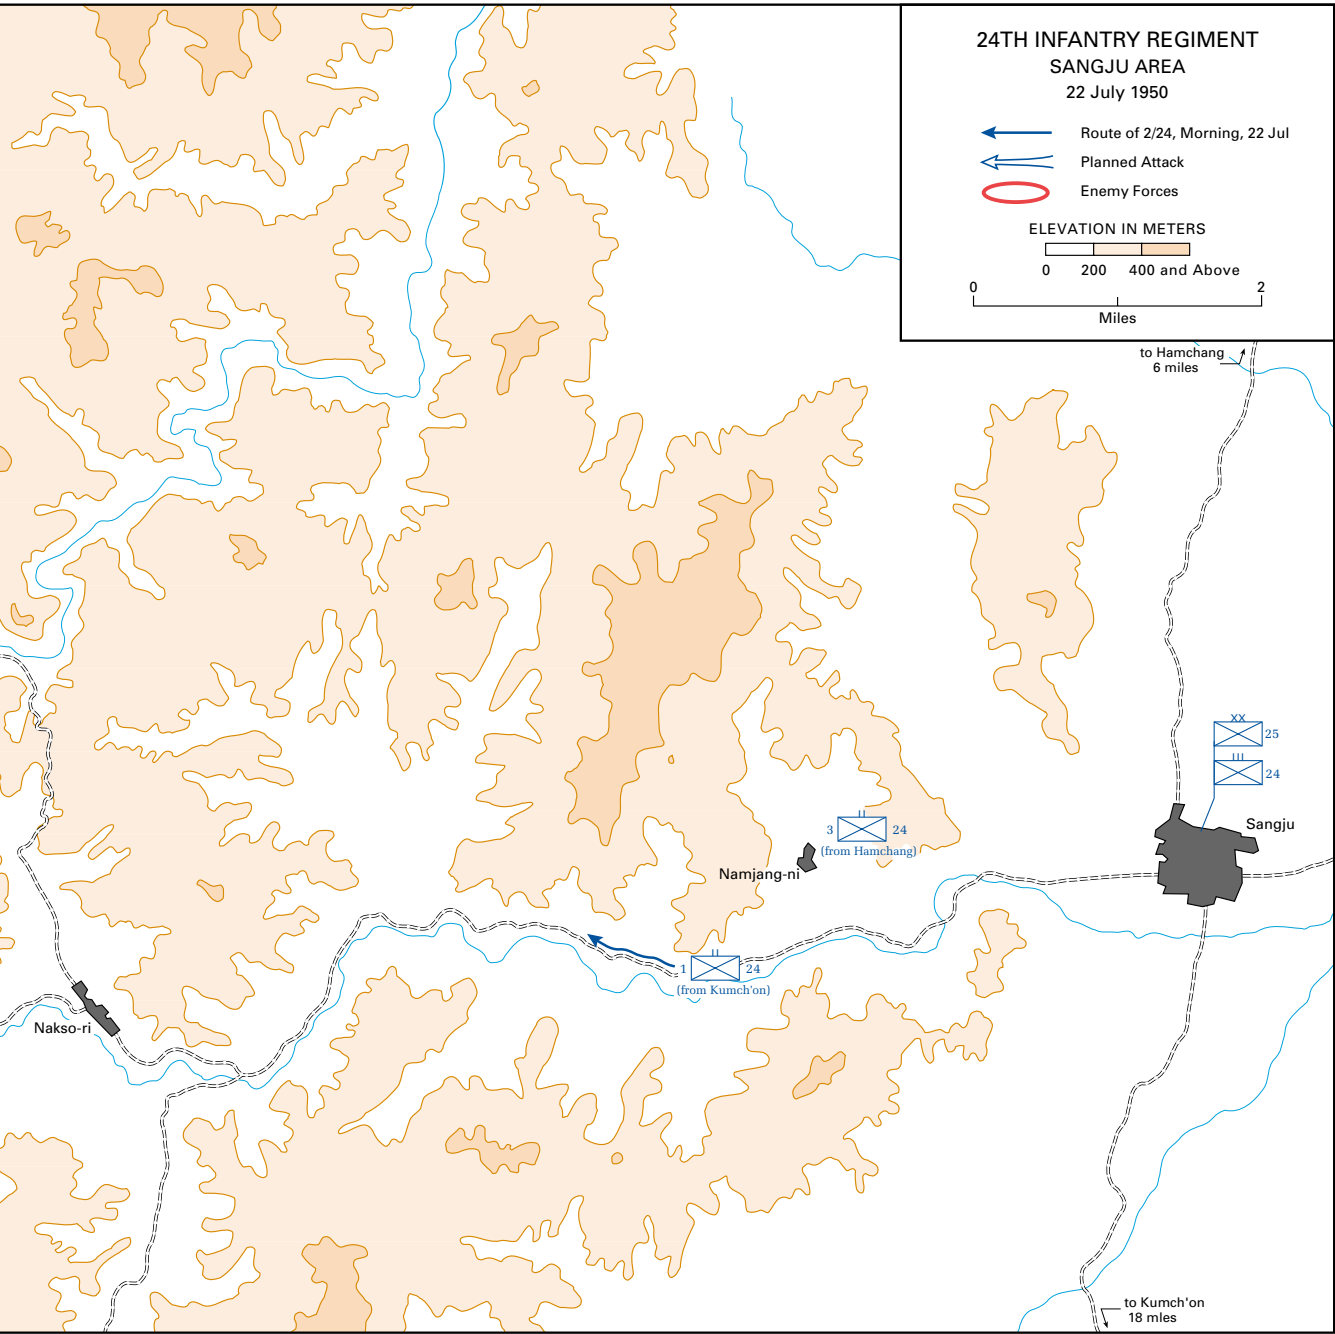 24TH INFANTRY REGIMENT
SANGJU AREA
22 July 1950
Route of 2/24, Morning, 22 Jul
Planned Attack
Enemy Forces
ELEVATION IN METERS
0 200 400 and Above
0 2
Miles
to Hamchang
6 miles
XX
25
III
24
Sangju
II
3 24
(from Hamchang)
Namjang-ni
II
1 24
(from Kumch'on)
Nakso-ri
to Kumch'on
18 mles